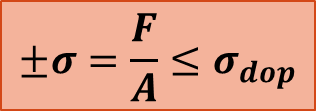 ±σ = F/A ≤ σ_dop